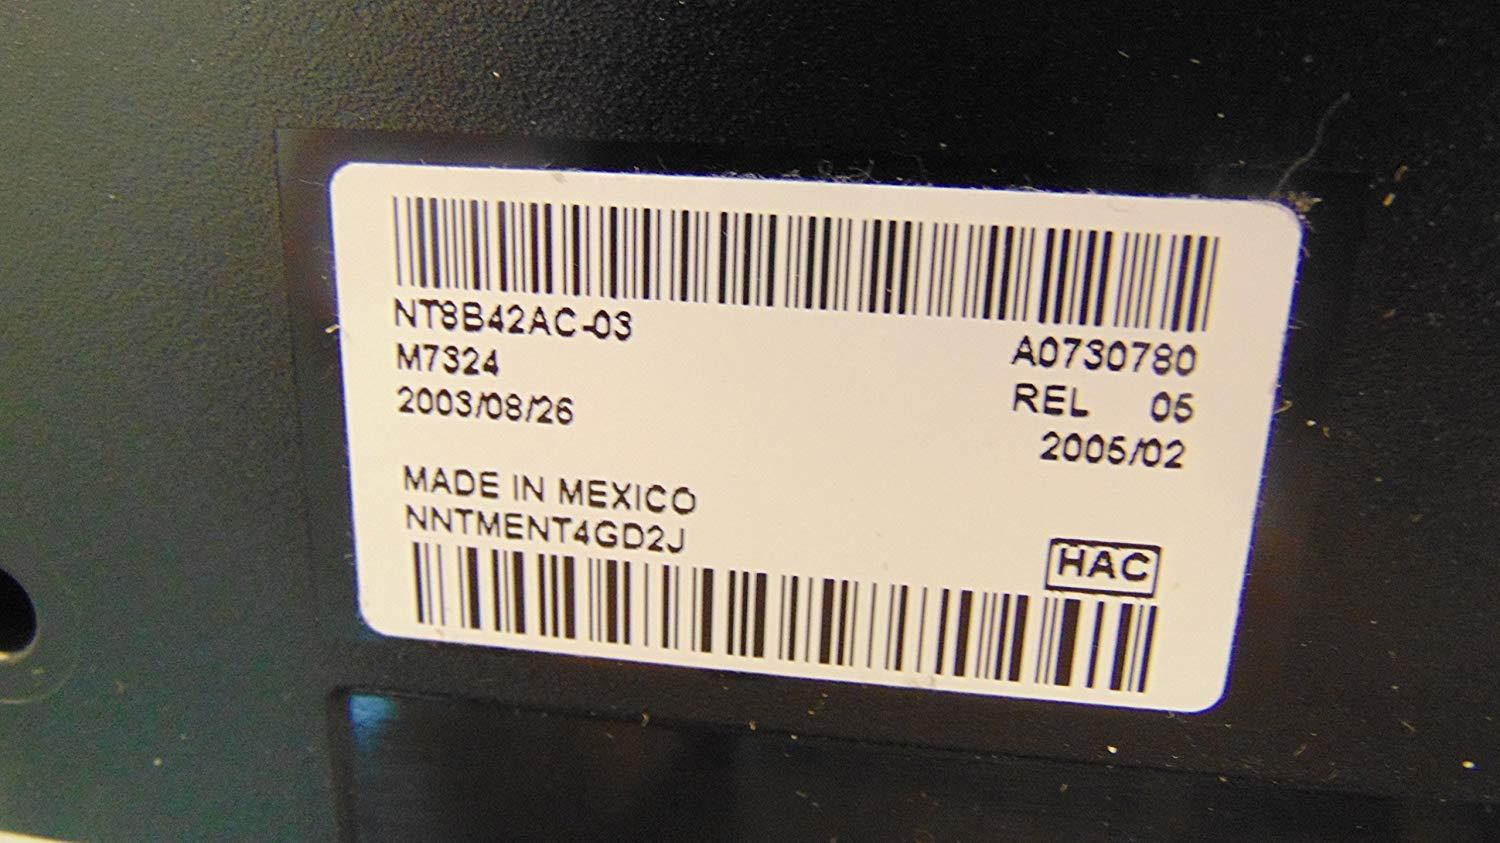 NT8B42AC-03
M7324
2003/08/26
A0730780
REL 05
2005/02
MADE IN MEXICO
NNTMENT4GD2J
HAC